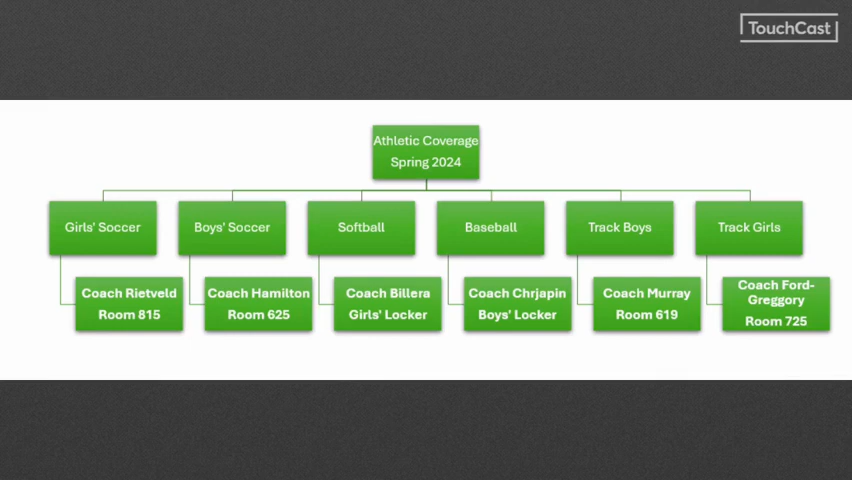 TouchCast
Athletic Coverage
Spring 2024
Girls' Soccer
Boys' Soccer
Softball
Baseball
Track Boys
Track Girls
Coach Rietveld
Room 815
Coach Hamilton
Room 625
Coach Billera
Girls' Locker
Coach Chrjapin
Boys' Locker
Coach Murray
Room 619
Coach Ford-
Greggory
Room 725